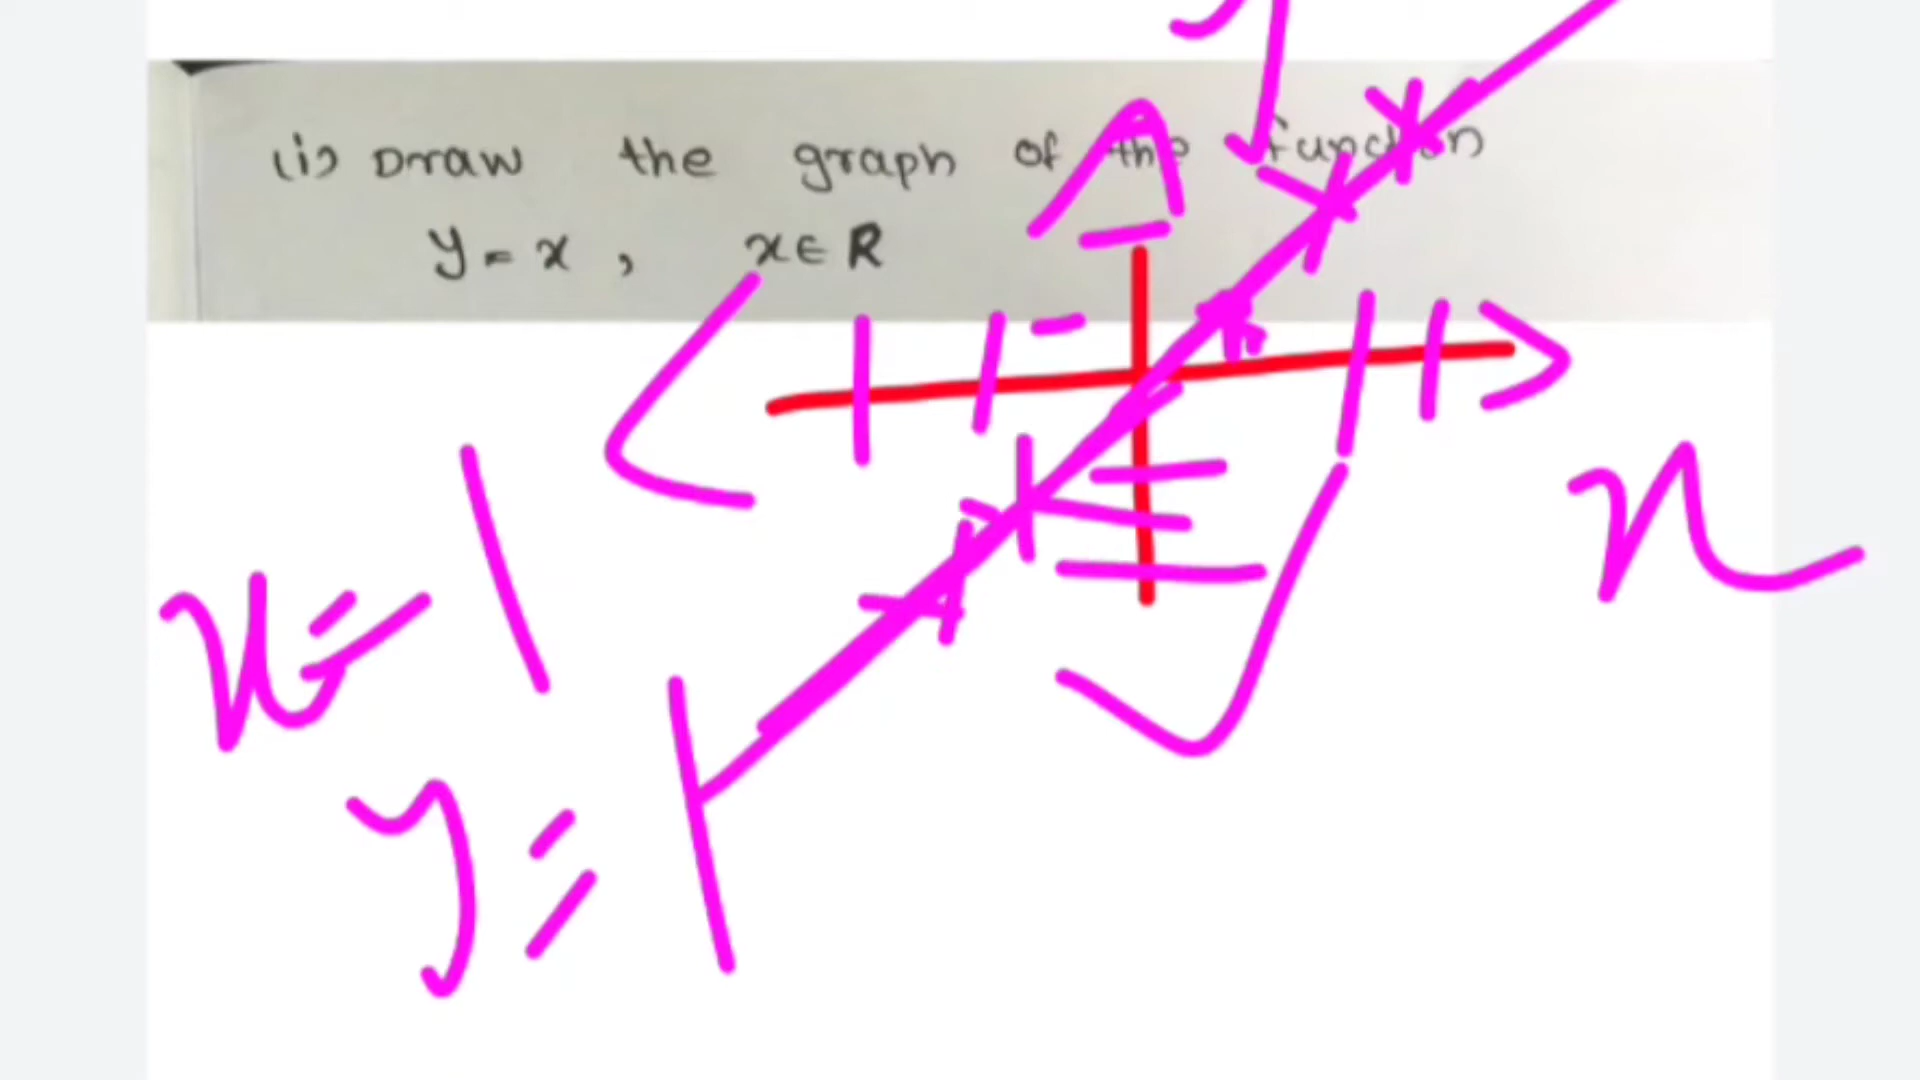 (i) Draw the graph of the function
y = x , x ∈ R
y
x
x = 1
y = 1